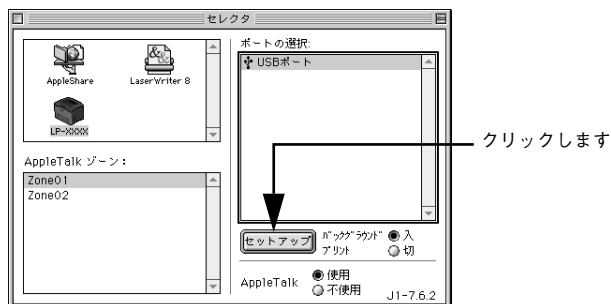 セレクタ
AppleShare
LaserWriter 8
LP-XXXX
AppleTalk ゾーン：
Zone01
Zone02
ポートの選択:
USBポート
セットアップ
バックグラウンド
プリント
入
切
AppleTalk
使用
不使用
J1-7.6.2
クリックします